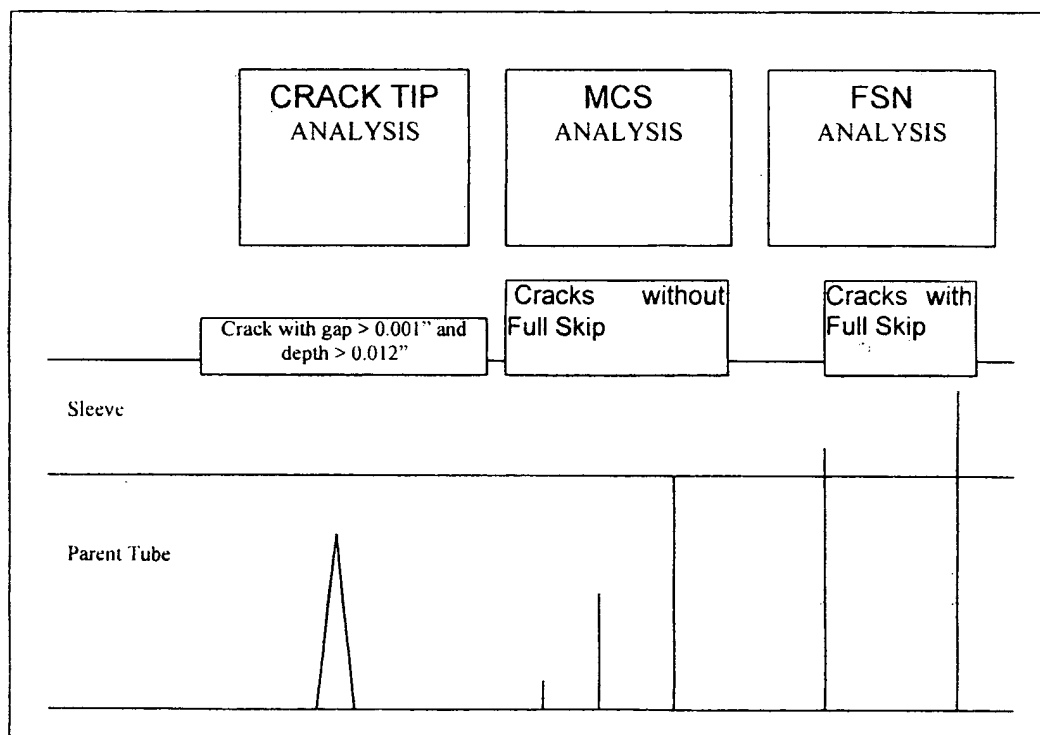 CRACK TIP
ANALYSIS
MCS
ANALYSIS
FSN
ANALYSIS
Crack with gap > 0.001" and
depth > 0.012"
Cracks without
Full Skip
Cracks with
Full Skip
Sleeve
Parent Tube